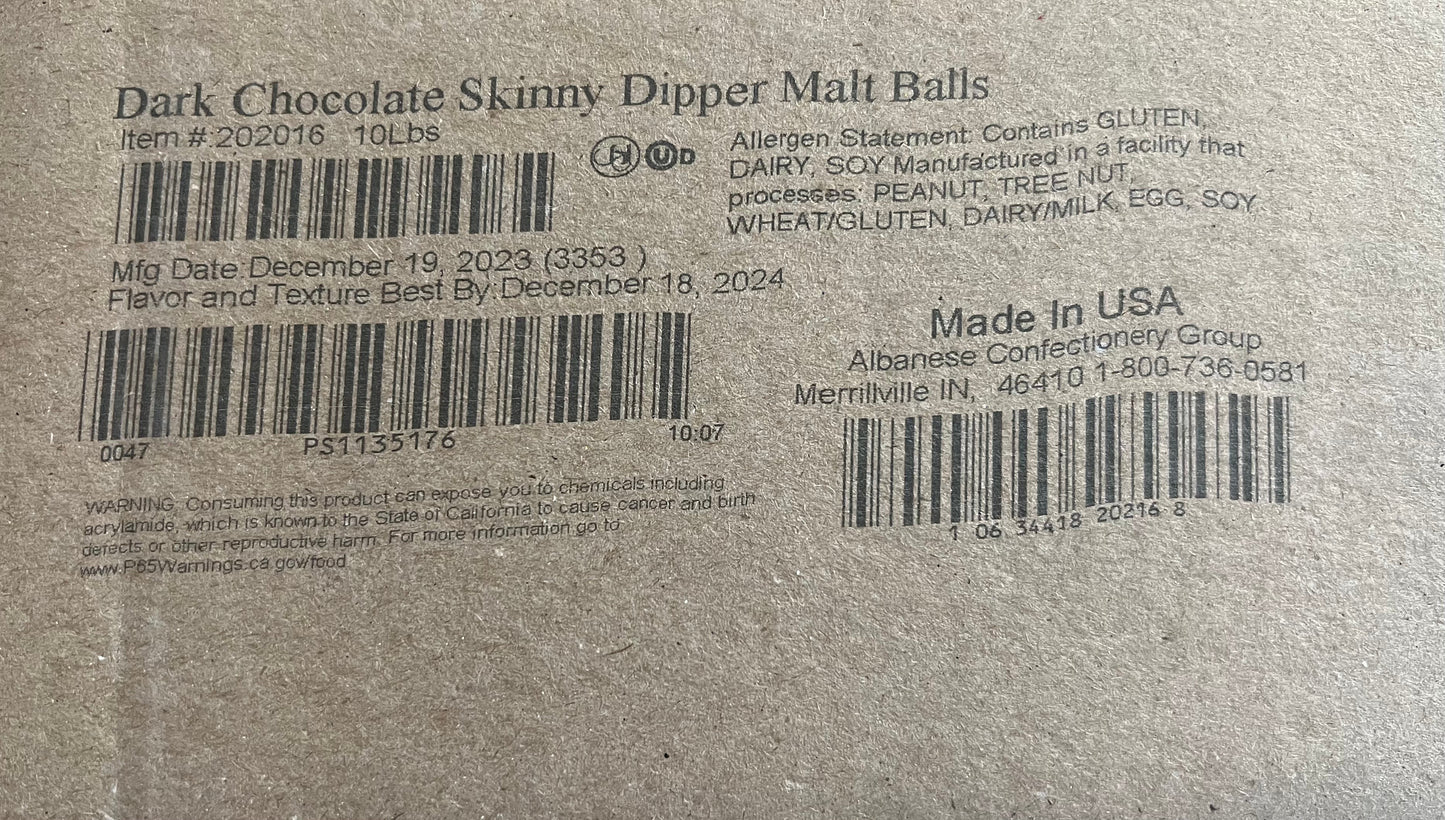 Dark Chocolate Skinny Dipper Malt Balls
Item #:202016 10Lbs
U D
Allergen Statement: Contains GLUTEN,
DAIRY, SOY Manufactured in a facility that
processes: PEANUT, TREE NUT,
WHEAT/GLUTEN, DAIRY/MILK, EGG, SOY
Mfg Date:December 19, 2023 (3353 )
Flavor and Texture Best By:December 18, 2024
0047 PS1135176 10:07
Made In USA
Albanese Confectionery Group
Merrillville IN, 46410 1-800-736-0581
1 06 34418 20216 8
WARNING: Consuming this product can expose you to chemicals including
acrylamide, which is known to the State of California to cause cancer and birth
defects or other reproductive harm. For more information go to
www.P65Warnings.ca.gov/food